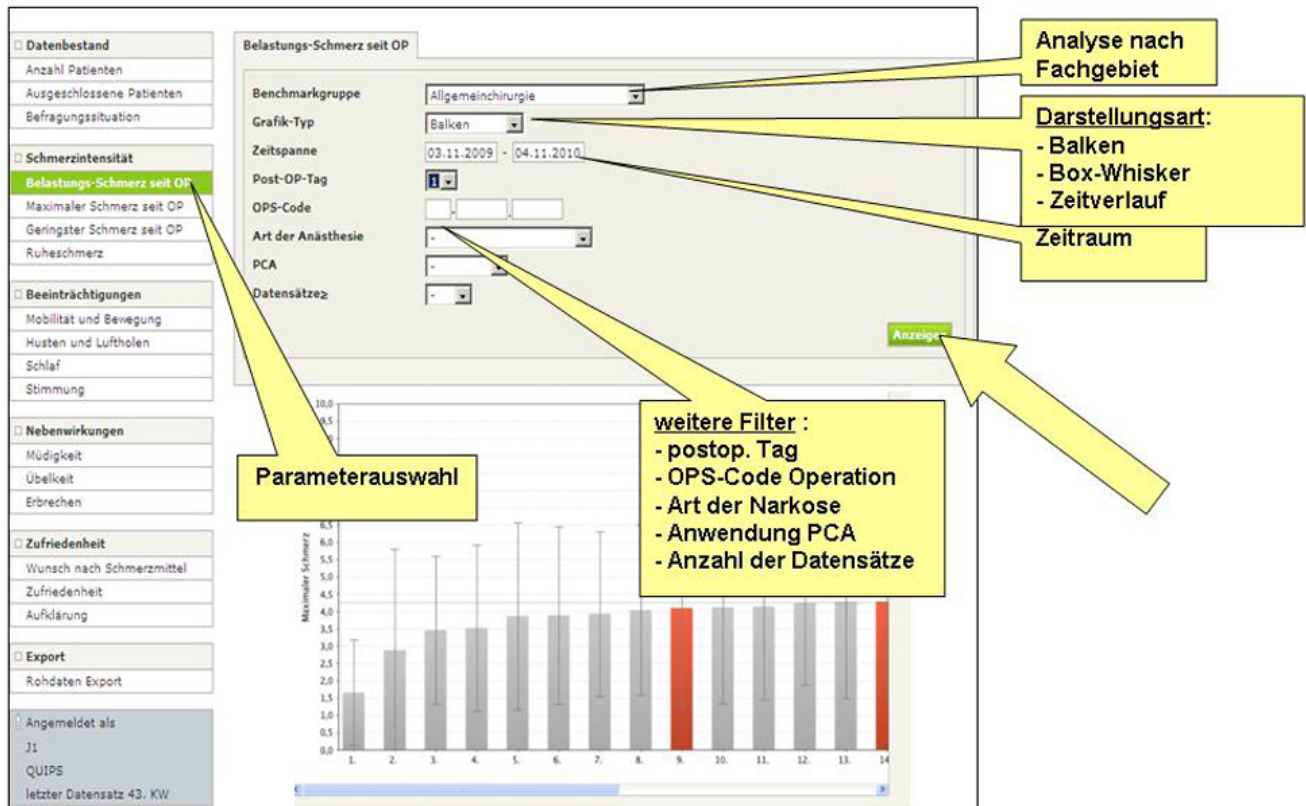 Datenbestand
Anzahl Patienten
Ausgeschlossene Patienten
Befragungssituation
Schmerzintensität
Belastungs-Schmerz seit OP
Maximaler Schmerz seit OP
Geringster Schmerz seit OP
Ruheschmerz
Beeinträchtigungen
Mobilität und Bewegung
Husten und Luftholen
Schlaf
Stimmung
Nebenwirkungen
Müdigkeit
Übelkeit
Erbrechen
Zufriedenheit
Wunsch nach Schmerzmittel
Zufriedenheit
Aufklärung
Export
Rohdaten Export
Angemeldet als
J1
QUIPS
letzter Datensatz 43. KW
Belastungs-Schmerz seit OP
Benchmarkgruppe Allgemeinchirurgie
Grafik-Typ Balken
Zeitspanne 03.11.2009 - 04.11.2010
Post-OP-Tag 1
OPS-Code - .
Art der Anästhesie -
PCA -
Datensätze≥ -
Anzeigen
Analyse nach
Fachgebiet
Darstellungsart:
- Balken
- Box-Whisker
- Zeitverlauf
Zeitraum
Parameterauswahl
weitere Filter :
- postop. Tag
- OPS-Code Operation
- Art der Narkose
- Anwendung PCA
- Anzahl der Datensätze
Maximaler Schmerz
10,0
9,5
6,5
6,0
5,5
5,0
4,5
4,0
3,5
3,0
2,5
2,0
1,5
1,0
0,5
0,0
1. 2. 3. 4. 5. 6. 7. 8. 9. 10. 11. 12. 13. 14